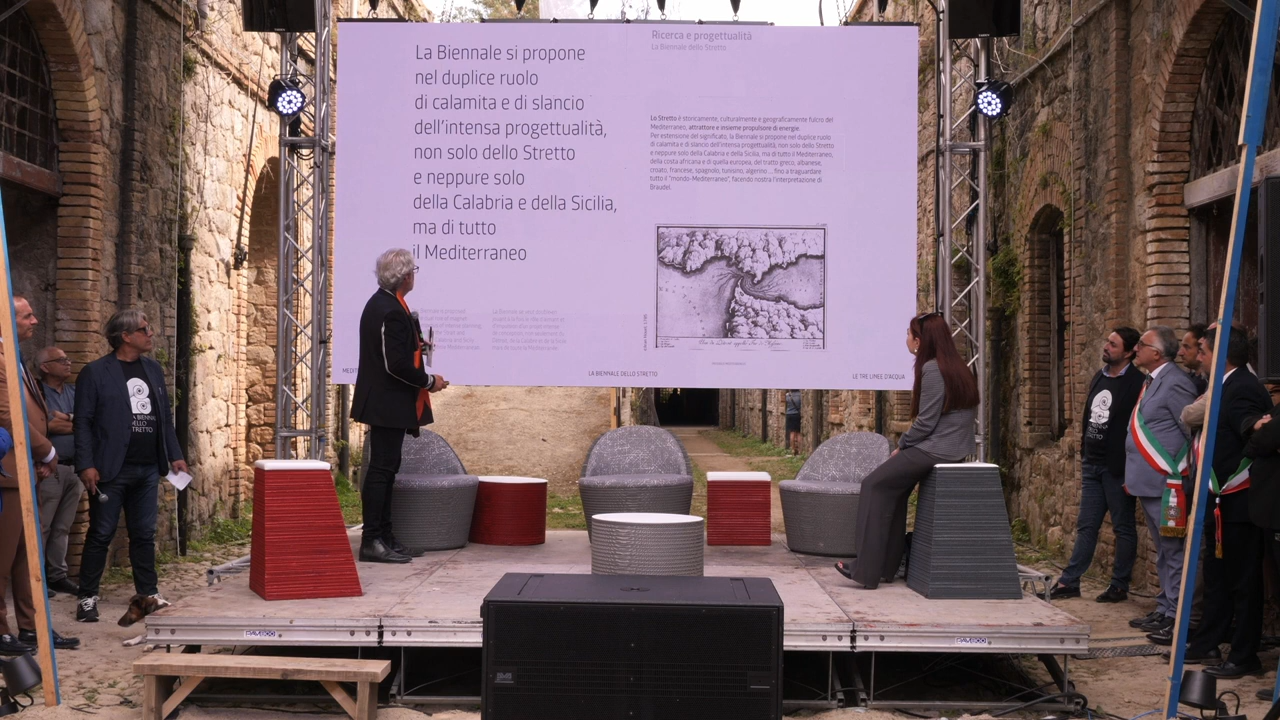 La Biennale si propone
nel duplice ruolo
di calamita e di slancio
dell'intensa progettualità,
non solo dello Stretto
e neppure solo
della Calabria e della Sicilia,
ma di tutto
il Mediterraneo
Ricerca e progettualità
La Biennale dello Stretto
Lo Stretto è storicamente, culturalmente e geograficamente fulcro del
Mediterraneo, attrattore e insieme propulsore di energie.
Per estensione del significato, la Biennale si propone nel duplice ruolo
di calamita e di slancio dell'intensa progettualità, non solo dello Stretto
e neppure solo della Calabria e della Sicilia, ma di tutto il Mediterraneo,
della costa africana e di quella europea, del tratto greco, albanese,
croato, francese, spagnolo, tunisino, algerino ... fino a traguardare
tutto il "mondo-Mediterraneo", facendo nostra l'interpretazione di
Braudel.
MEDIT
LA BIENNALE DELLO STRETTO
LE TRE LINEE D'ACQUA
BIENNALE
DELLO
STRETTO